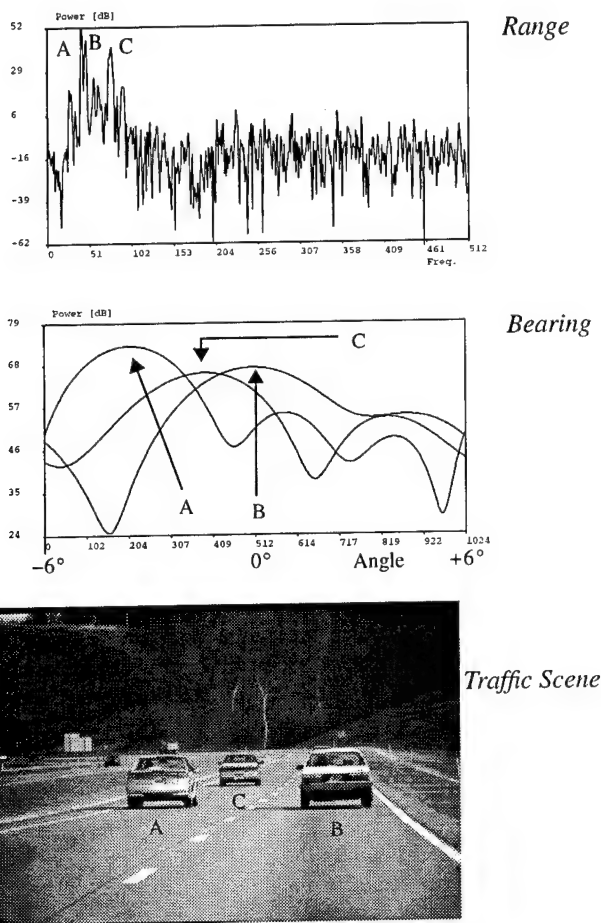 Power [dB]
Range
52
A
B
C
29
6
-16
-39
+62
0 51 102 153 204 256 307 358 409 461 512
Freq.
Power [dB]
Bearing
79
C
68
57
46
A
B
35
24
0 102 204 307 409 512 614 717 819 922 1024
−6° 0° Angle +6°
Traffic Scene
C
A
B